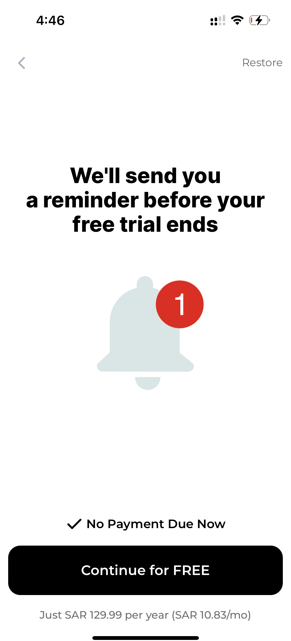 4:46
Restore
We'll send you
a reminder before your
free trial ends
1
No Payment Due Now
Continue for FREE
Just SAR 129.99 per year (SAR 10.83/mo)